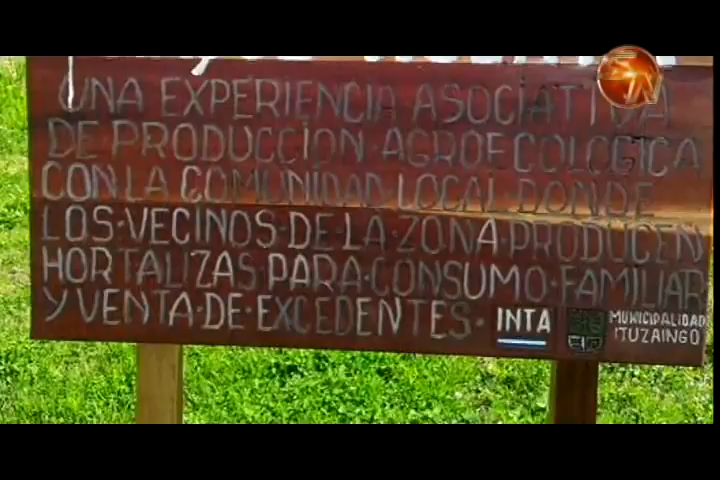 UNA EXPERIENCIA ASOCIATIVA
DE PRODUCCION AGROECOLOGICA
CON LA COMUNIDAD LOCAL DONDE
LOS·VECINOS·DE·LA·ZONA·PRODUCEN
HORTALIZAS·PARA·CONSUMO·FAMILIAR
Y VENTA·DE·EXCEDENTES·
INTA
MUNICIPALIDAD
ITUZAINGO